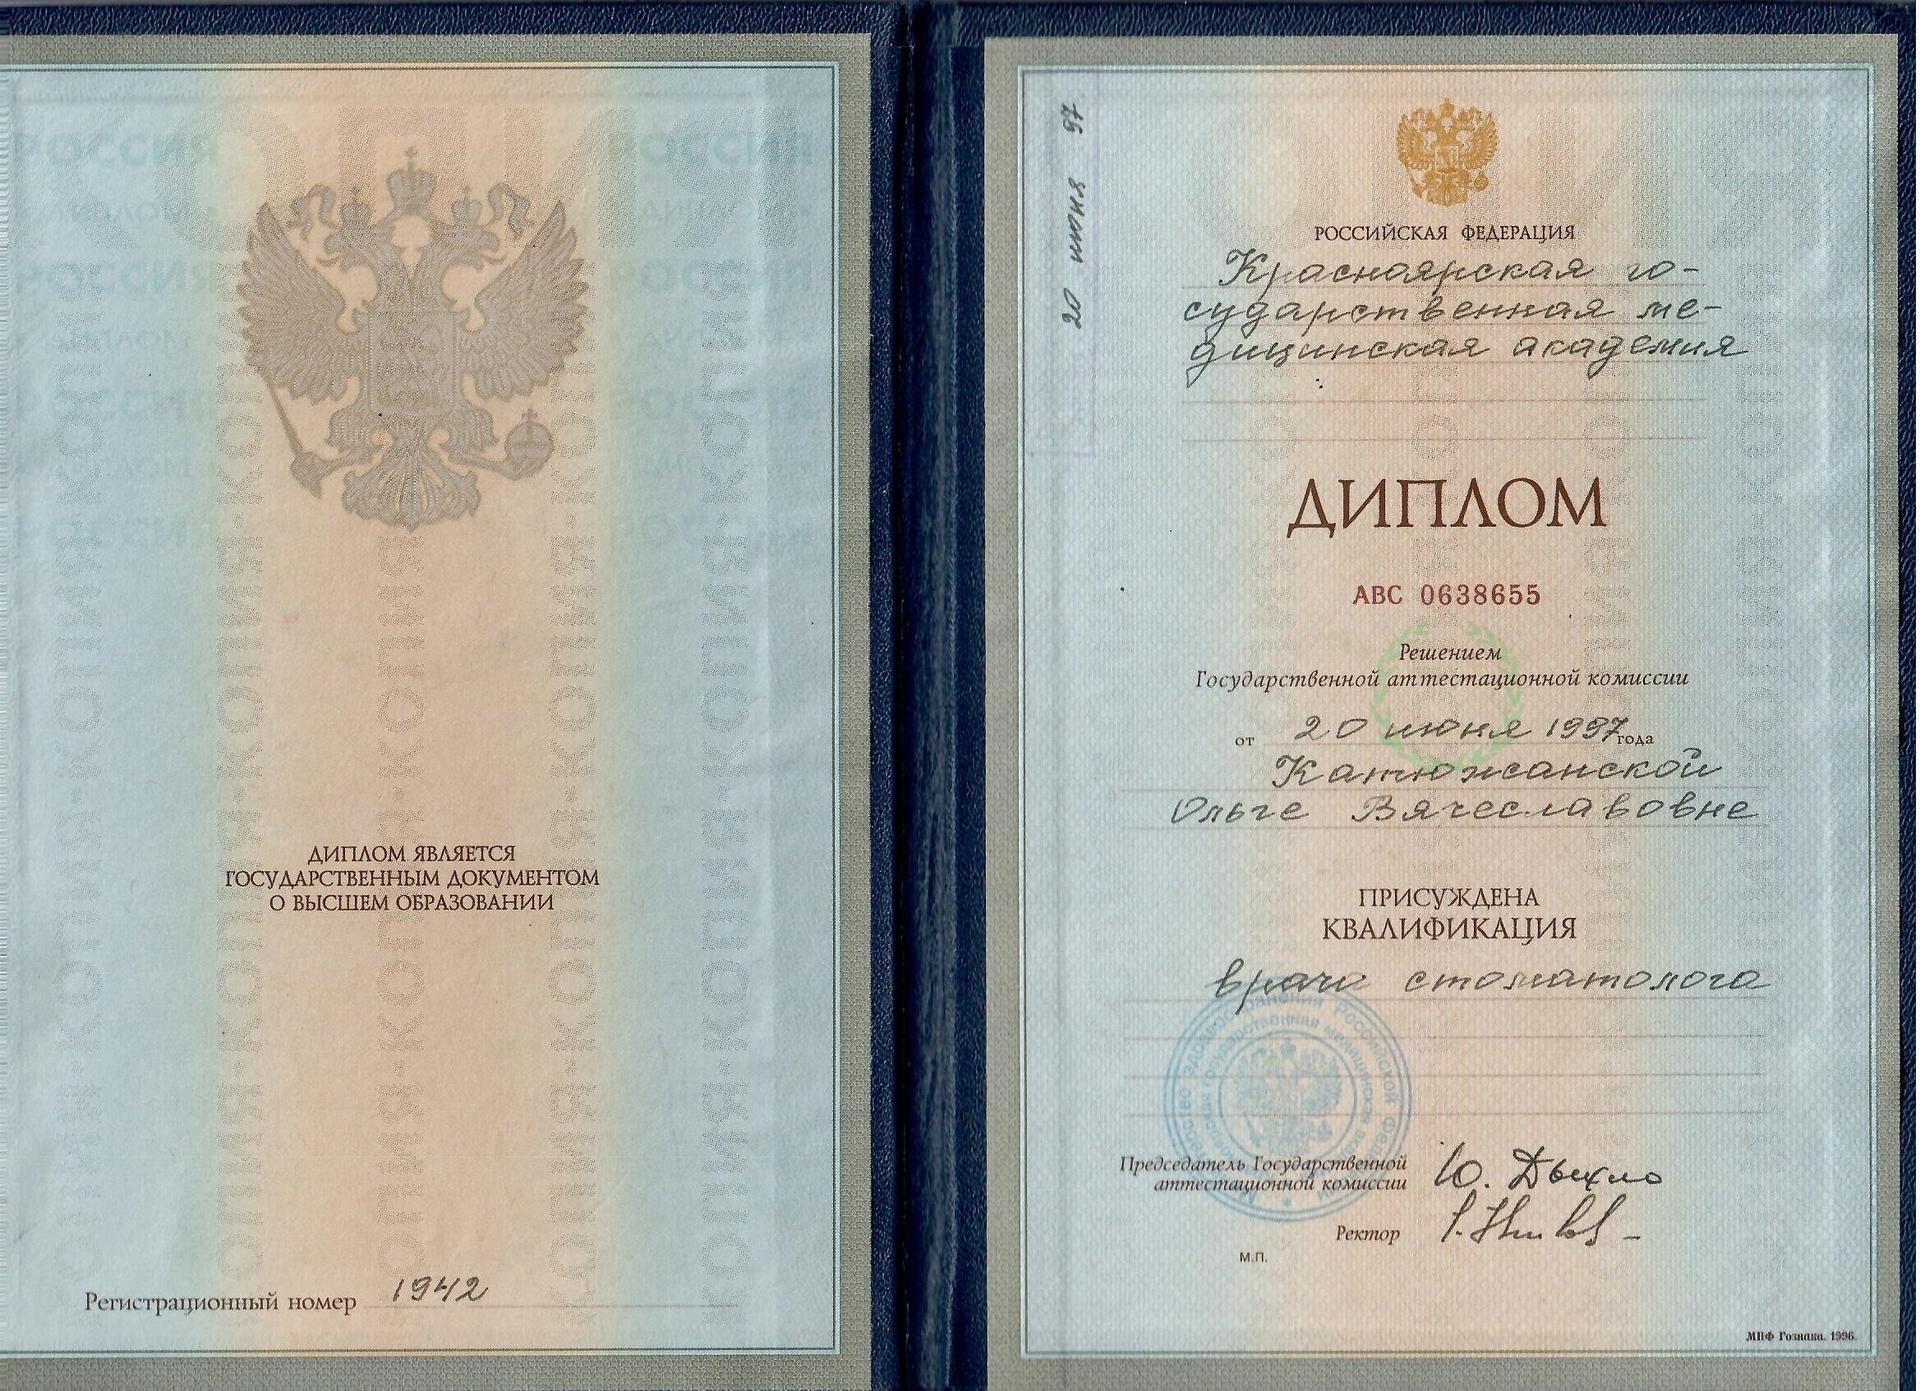 ДИПЛОМ ЯВЛЯЕТСЯ
ГОСУДАРСТВЕННЫМ ДОКУМЕНТОМ
О ВЫСШЕМ ОБРАЗОВАНИИ
Регистрационный номер 1942
20 июня 97
РОССИЙСКАЯ ФЕДЕРАЦИЯ
Красноярская го-
сударственная ме-
дицинская академия
ДИПЛОМ
АВС 0638655
Решением
Государственной аттестационной комиссии
от 20 июня 1997 года
Катюжанской
Ольге Вячеславовне
ПРИСУЖДЕНА
КВАЛИФИКАЦИЯ
врача стоматолога
Председатель Государственной
аттестационной комиссии
Ректор
М.П.
МПФ Гознака. 1996.